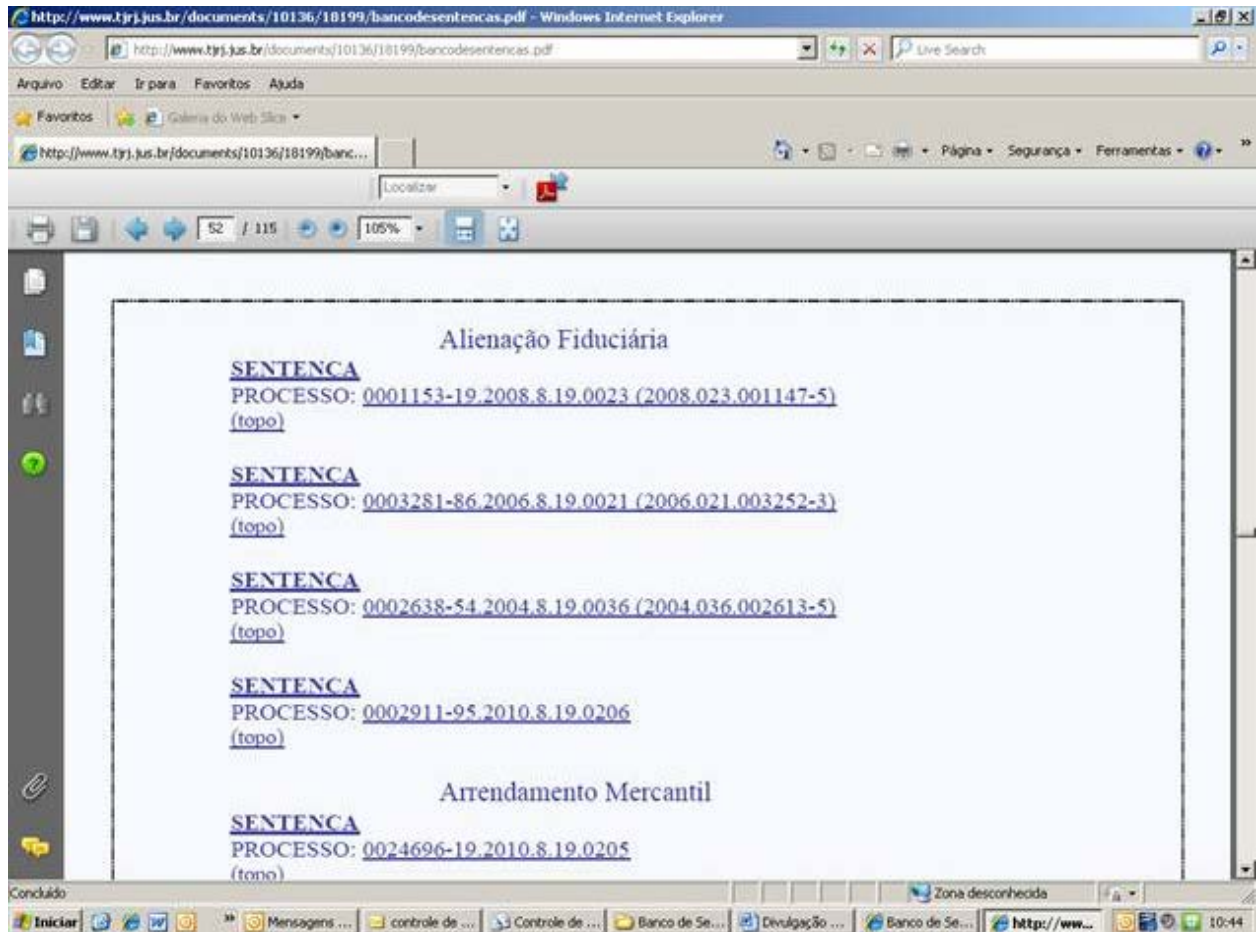 http://www.tjrj.jus.br/documents/10136/18199/bancodesentencas.pdf - Windows Internet Explorer
http://www.tjrj.jus.br/documents/10136/18199/bancodesentencas.pdf
Live Search
Arquivo Editar Ir para Favoritos Ajuda
Favoritos Galeria do Web Slice
http://www.tjrj.jus.br/documents/10136/18199/banc... Página Segurança Ferramentas
Localizar
52 / 115 105%
Alienação Fiduciária
SENTENCA
PROCESSO: 0001153-19.2008.8.19.0023 (2008.023.001147-5)
(topo)
SENTENCA
PROCESSO: 0003281-86.2006.8.19.0021 (2006.021.003252-3)
(topo)
SENTENCA
PROCESSO: 0002638-54.2004.8.19.0036 (2004.036.002613-5)
(topo)
SENTENCA
PROCESSO: 0002911-95.2010.8.19.0206
(topo)
Arrendamento Mercantil
SENTENCA
PROCESSO: 0024696-19.2010.8.19.0205
(topo)
Concluído Zona desconhecida
Iniciar Mensagens ... controle de ... Controle de ... Banco de Se... Divulgação ... Banco de Se... http://ww... 10:44